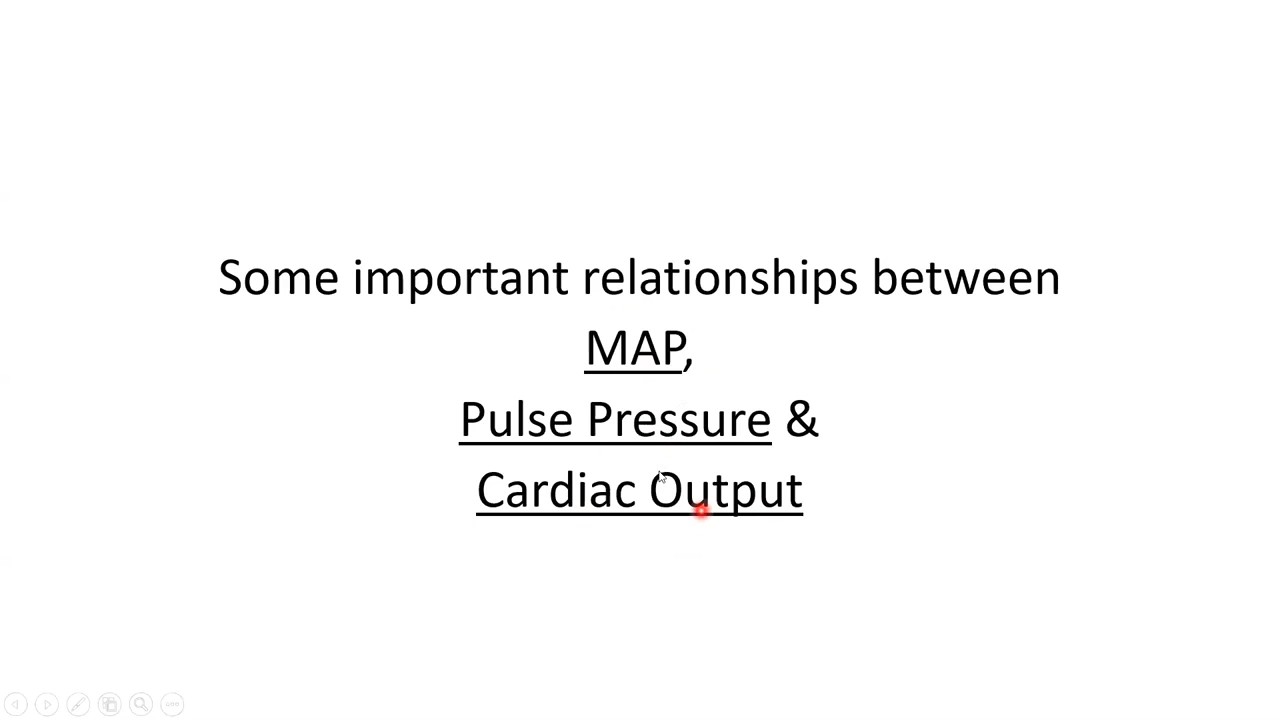 Some important relationships between
MAP,
Pulse Pressure &
Cardiac Output